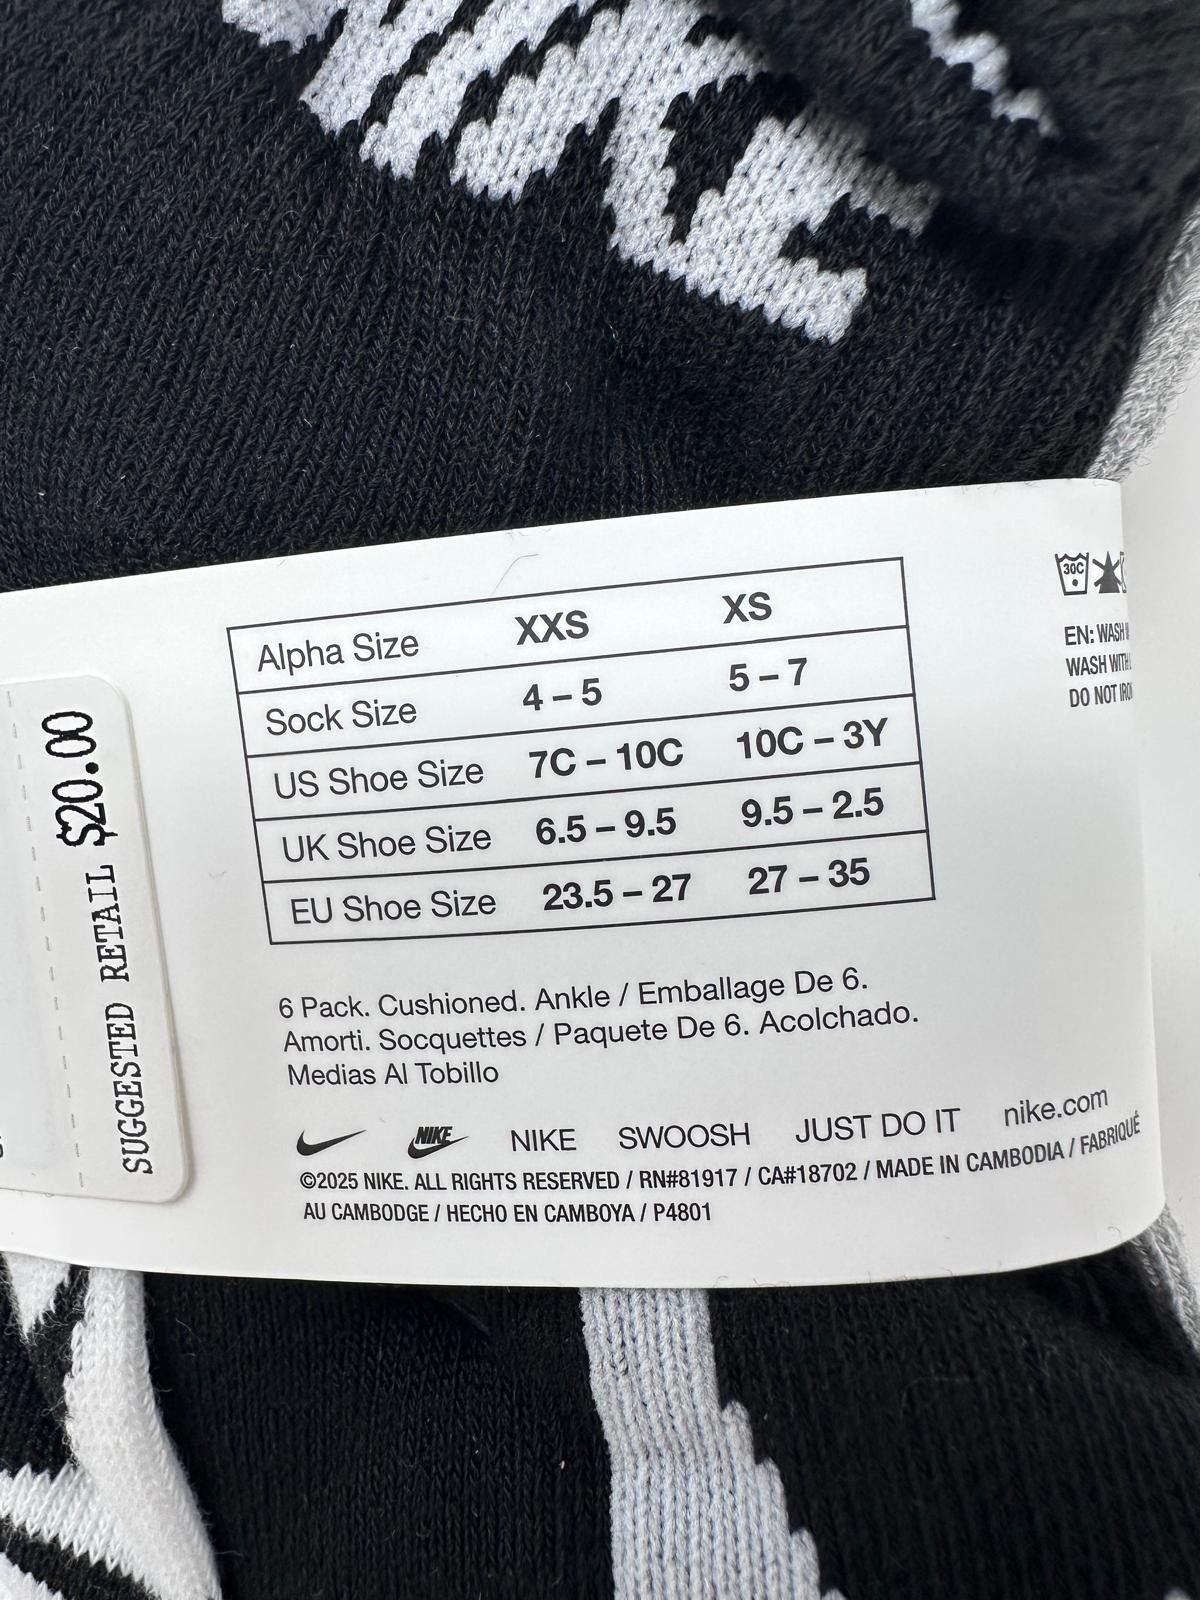 Alpha Size XXS XS
Sock Size 4 – 5 5 – 7
US Shoe Size 7C – 10C 10C – 3Y
UK Shoe Size 6.5 – 9.5 9.5 – 2.5
EU Shoe Size 23.5 – 27 27 – 35
6 Pack. Cushioned. Ankle / Emballage De 6.
Amorti. Socquettes / Paquete De 6. Acolchado.
Medias Al Tobillo
NIKE NIKE SWOOSH JUST DO IT nike.com
©2025 NIKE. ALL RIGHTS RESERVED / RN#81917 / CA#18702 / MADE IN CAMBODIA / FABRIQUÉ
AU CAMBODGE / HECHO EN CAMBOYA / P4801
SUGGESTED RETAIL $20.00
30C
EN: WASH
WASH WITH
DO NOT